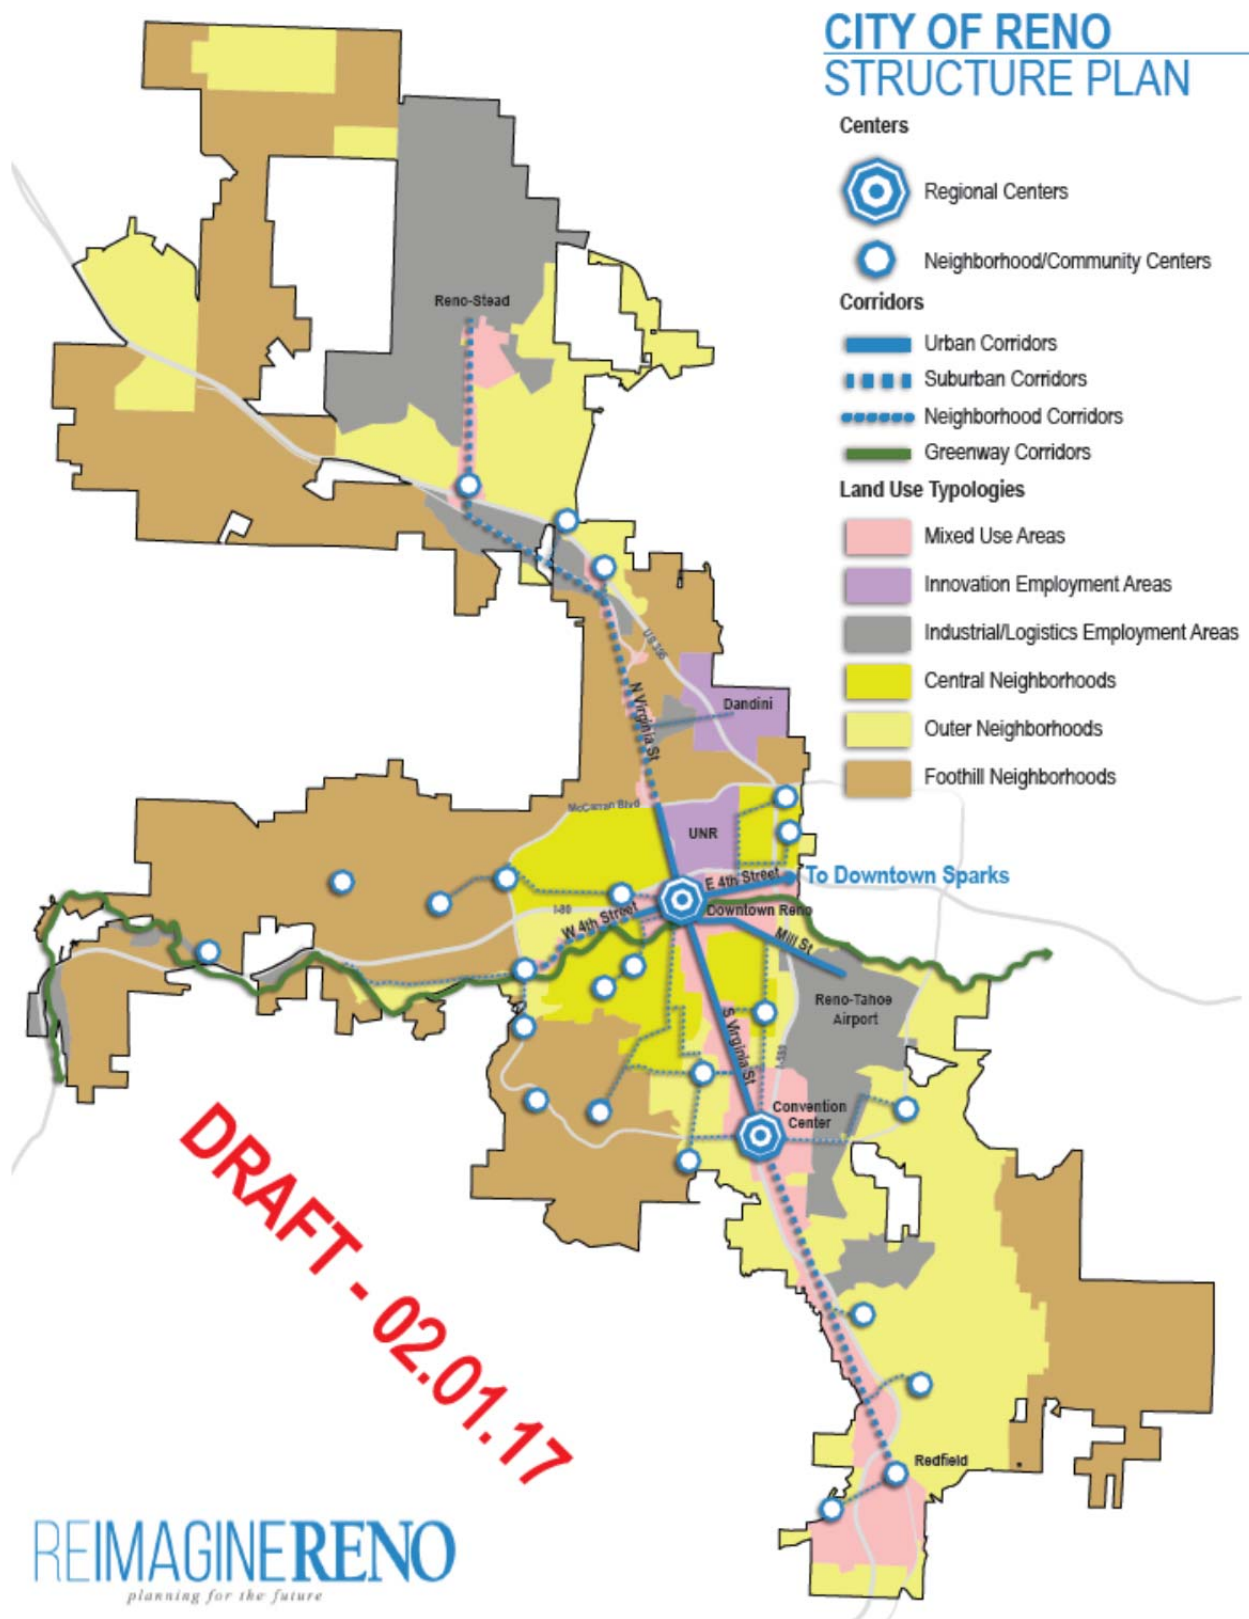 CITY OF RENO
STRUCTURE PLAN
Centers
Regional Centers
Neighborhood/Community Centers
Corridors
Urban Corridors
Suburban Corridors
Neighborhood Corridors
Greenway Corridors
Land Use Typologies
Mixed Use Areas
Innovation Employment Areas
Industrial/Logistics Employment Areas
Central Neighborhoods
Outer Neighborhoods
Foothill Neighborhoods
Reno-Stead
US 395
N Virginia St
Dandini
McCarran Blvd
UNR
E 4th Street
To Downtown Sparks
I-80
W 4th Street
Downtown Reno
Mill St
Reno-Tahoe
Airport
S Virginia St
I-580
Convention
Center
Redfield
DRAFT - 02.01.17
REIMAGINERENO
planning for the future